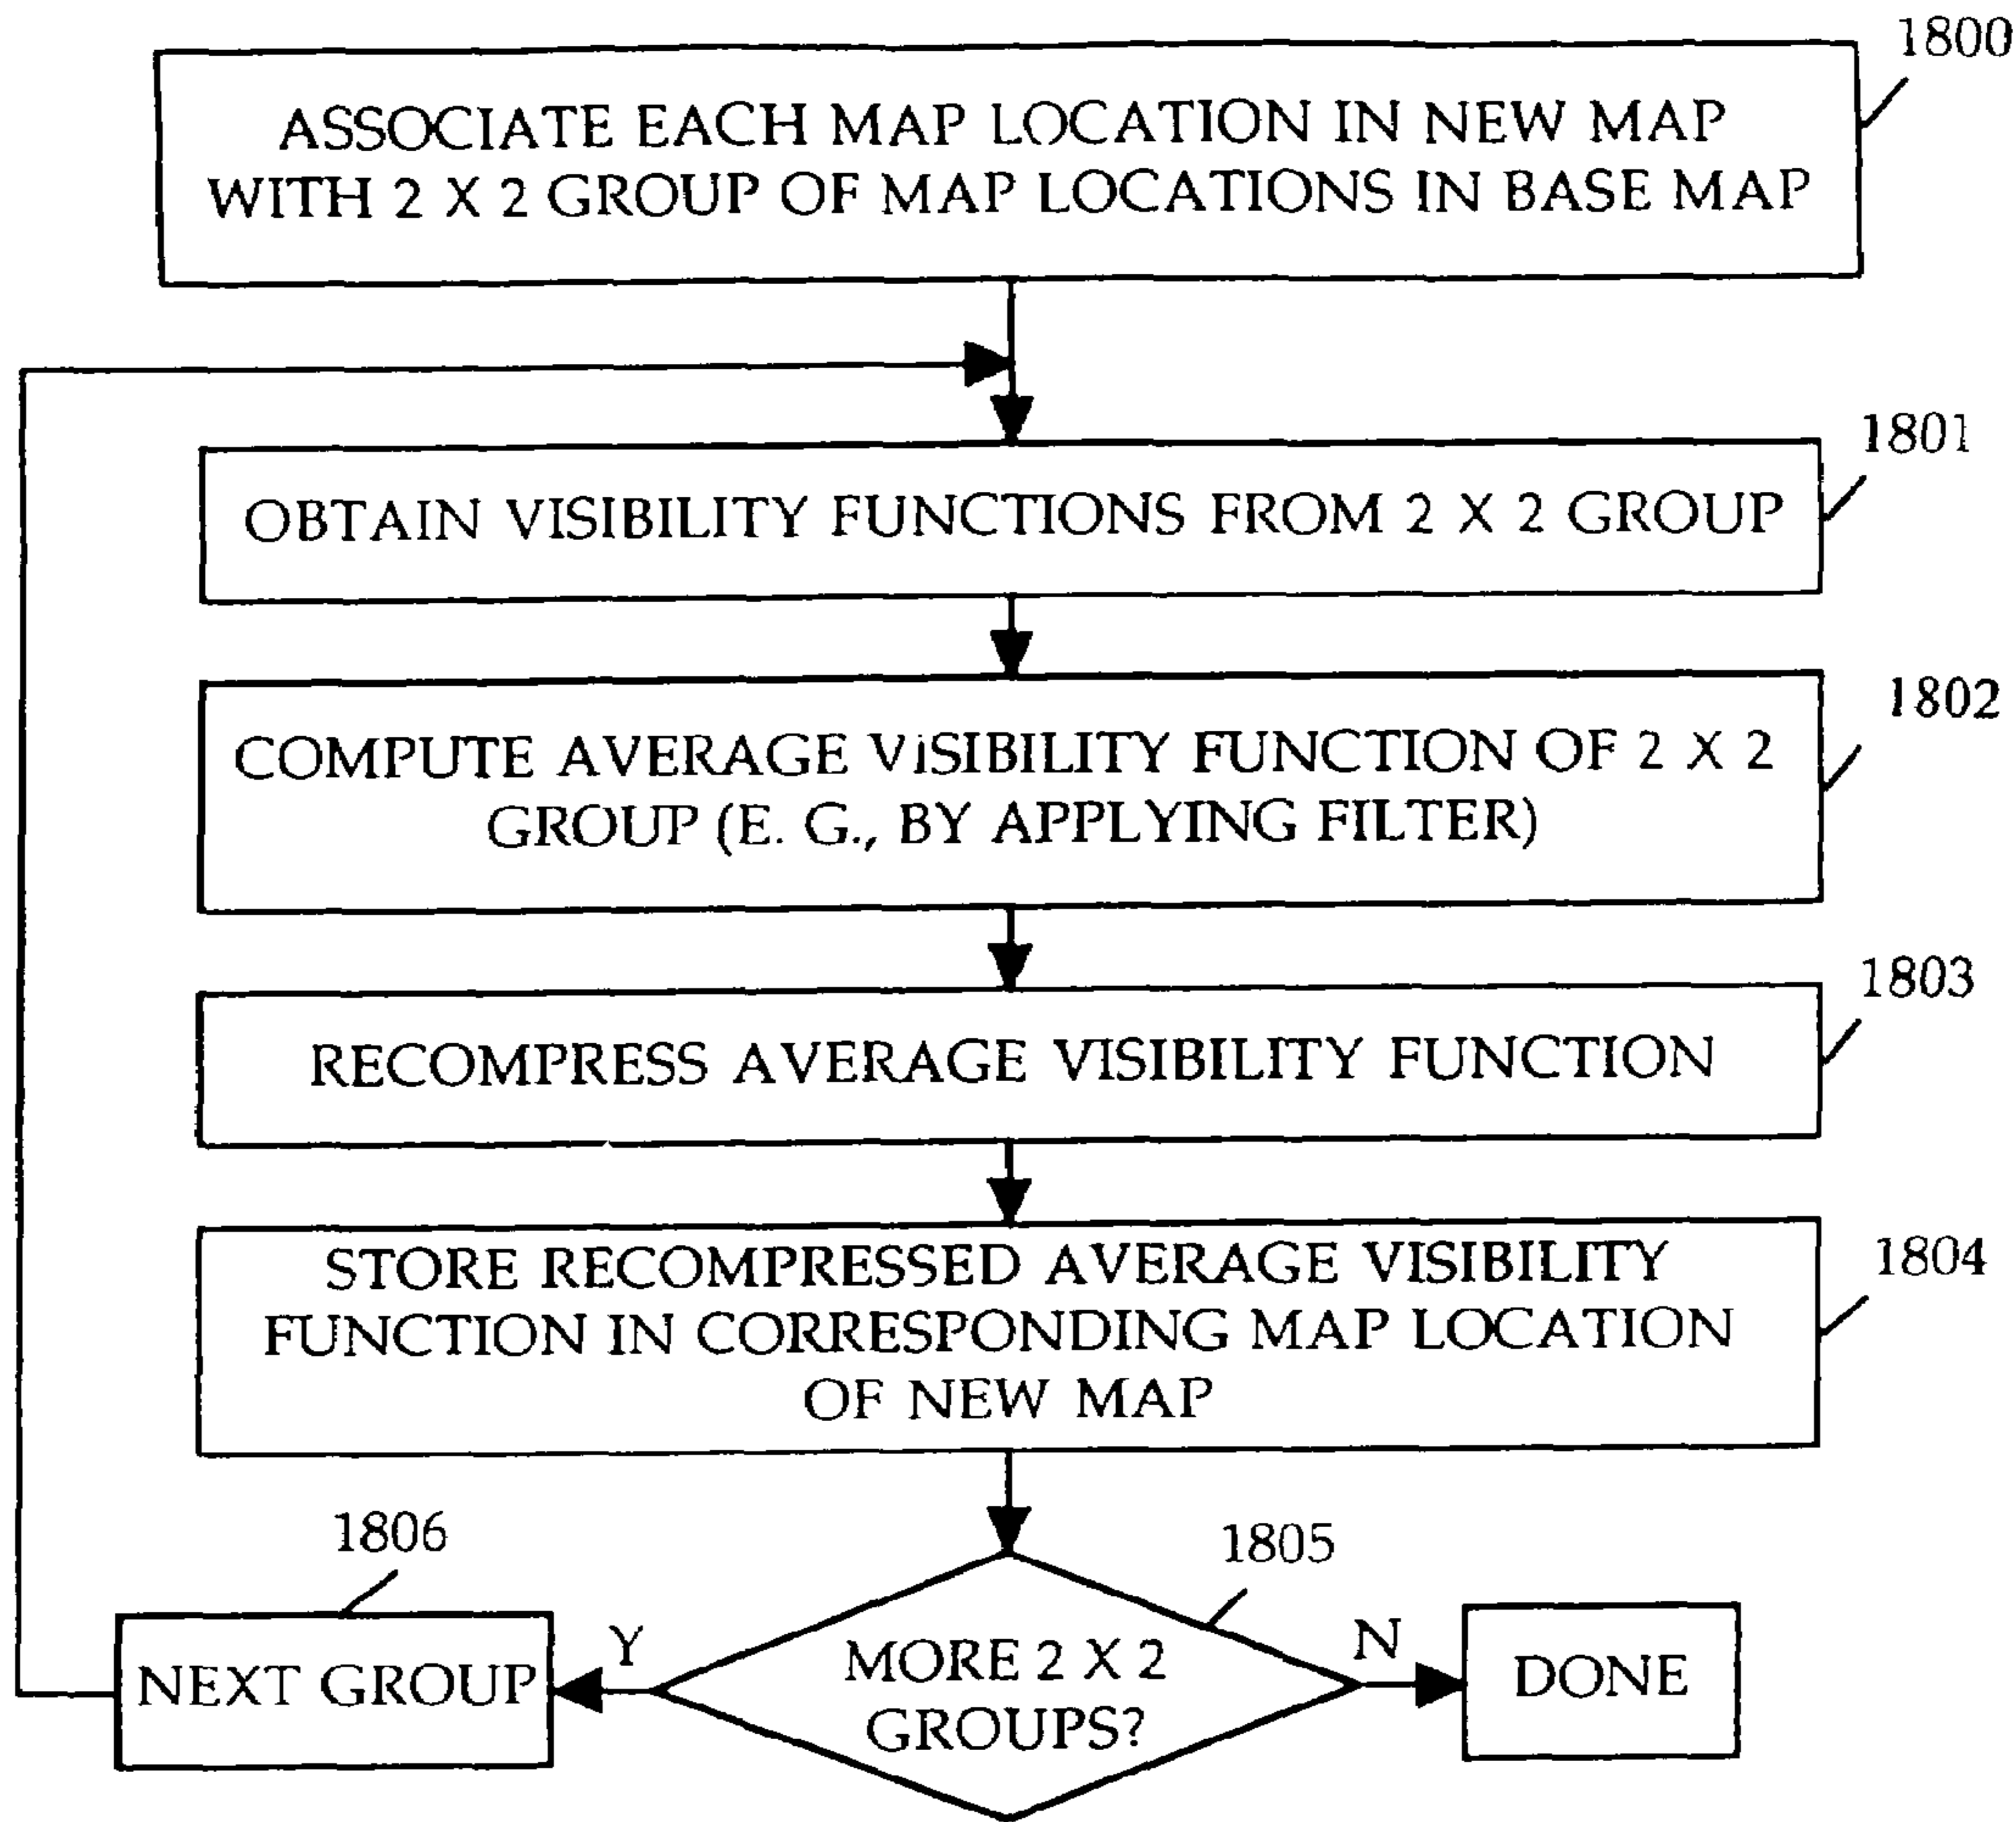 1800
ASSOCIATE EACH MAP LOCATION IN NEW MAP
WITH 2 X 2 GROUP OF MAP LOCATIONS IN BASE MAP
1801
OBTAIN VISIBILITY FUNCTIONS FROM 2 X 2 GROUP
1802
COMPUTE AVERAGE VISIBILITY FUNCTION OF 2 X 2
GROUP (E. G., BY APPLYING FILTER)
1803
RECOMPRESS AVERAGE VISIBILITY FUNCTION
1804
STORE RECOMPRESSED AVERAGE VISIBILITY
FUNCTION IN CORRESPONDING MAP LOCATION
OF NEW MAP
1806
1805
Y
N
NEXT GROUP
MORE 2 X 2
GROUPS?
DONE